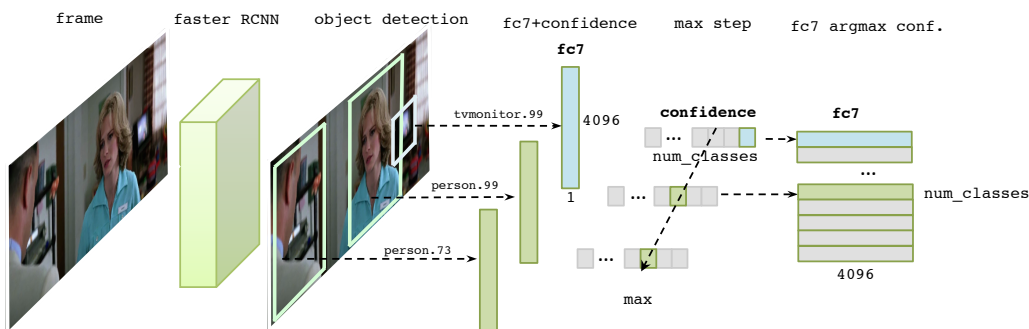 frame
faster RCNN
object detection
fc7+confidence
max step
fc7 argmax conf.
fc7
4096
1
tvmonitor.99
person.99
person.73
confidence
...
num_classes
...
...
max
fc7
...
num_classes
4096